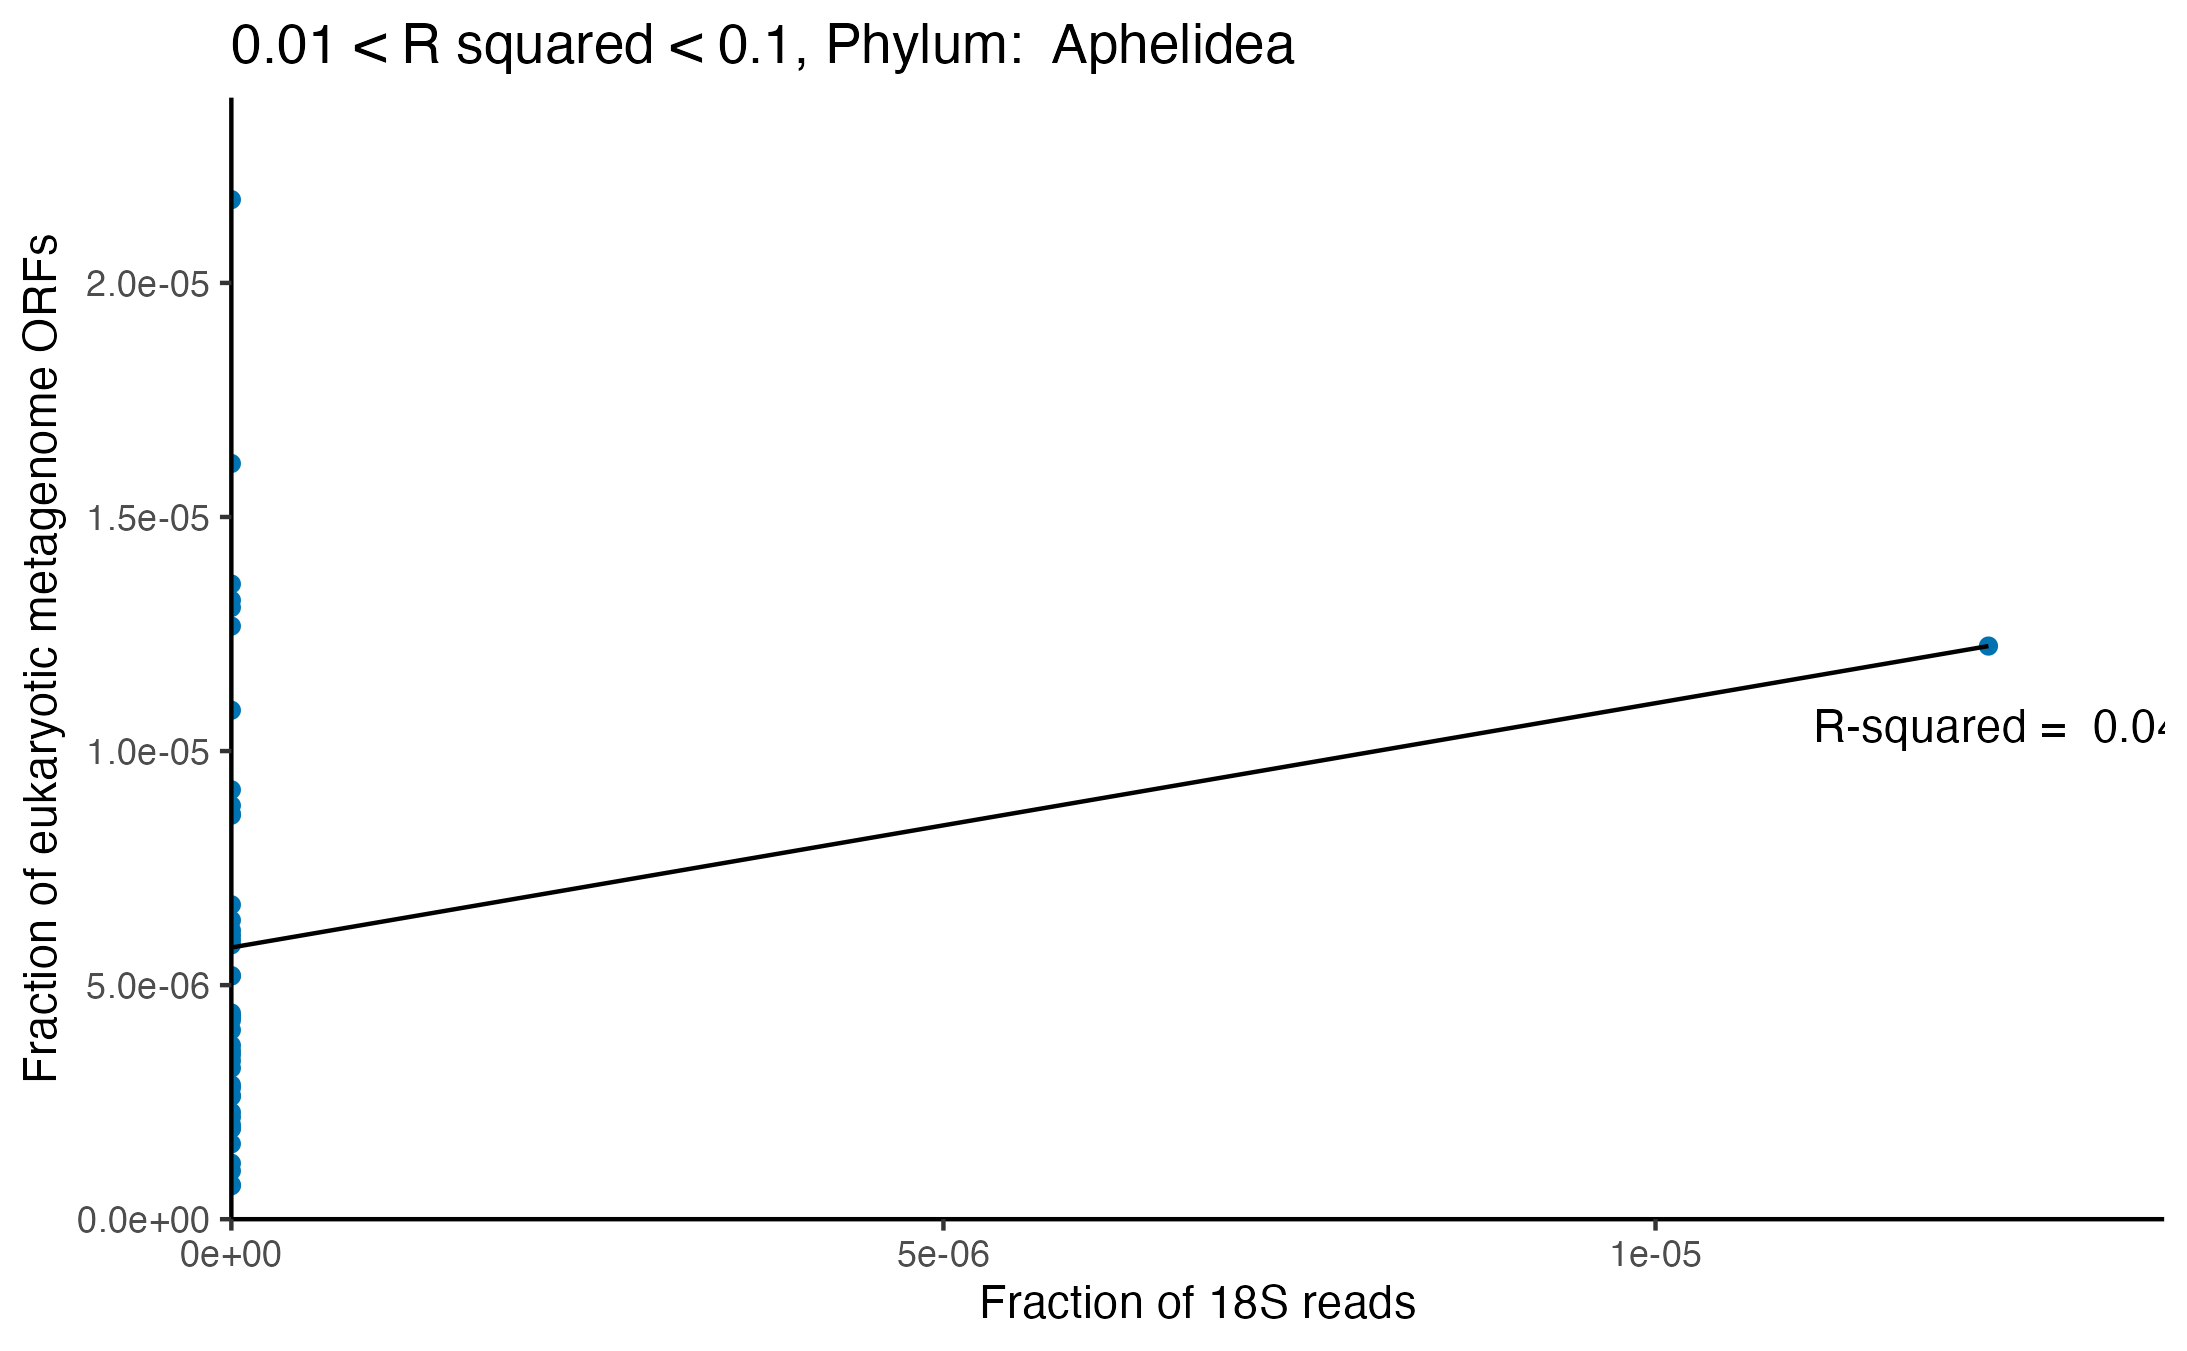 0.01 < R squared < 0.1, Phylum:  Aphelidea
Fraction of eukaryotic metagenome ORFs
2.0e-05
1.5e-05
1.0e-05
5.0e-06
0.0e+00
R-squared =  0.04
0e+00
5e-06
1e-05
Fraction of 18S reads